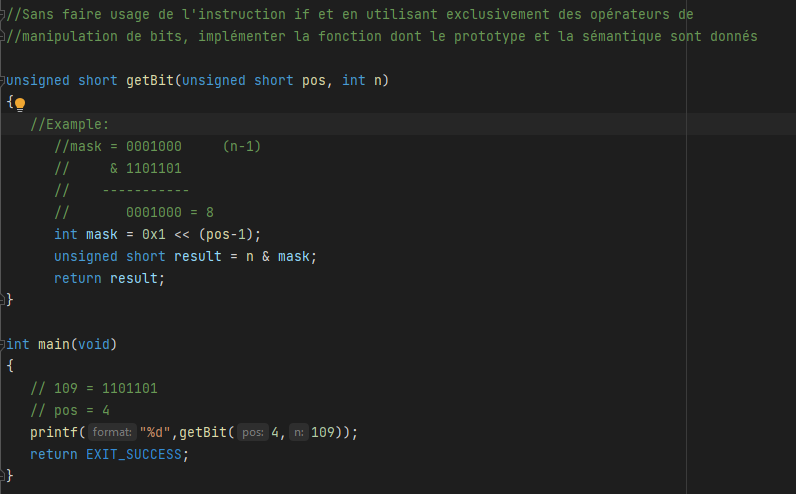 //Sans faire usage de l'instruction if et en utilisant exclusivement des opérateurs de
//manipulation de bits, implémenter la fonction dont le prototype et la sémantique sont donnés
unsigned short getBit(unsigned short pos, int n)
{
//Example:
//mask = 0001000     (n-1)
//     & 1101101
//    -----------
//       0001000 = 8
int mask = 0x1 << (pos-1);
unsigned short result = n & mask;
return result;
}
int main(void)
{
// 109 = 1101101
// pos = 4
printf( format: "%d",getBit( pos: 4, n: 109));
return EXIT_SUCCESS;
}